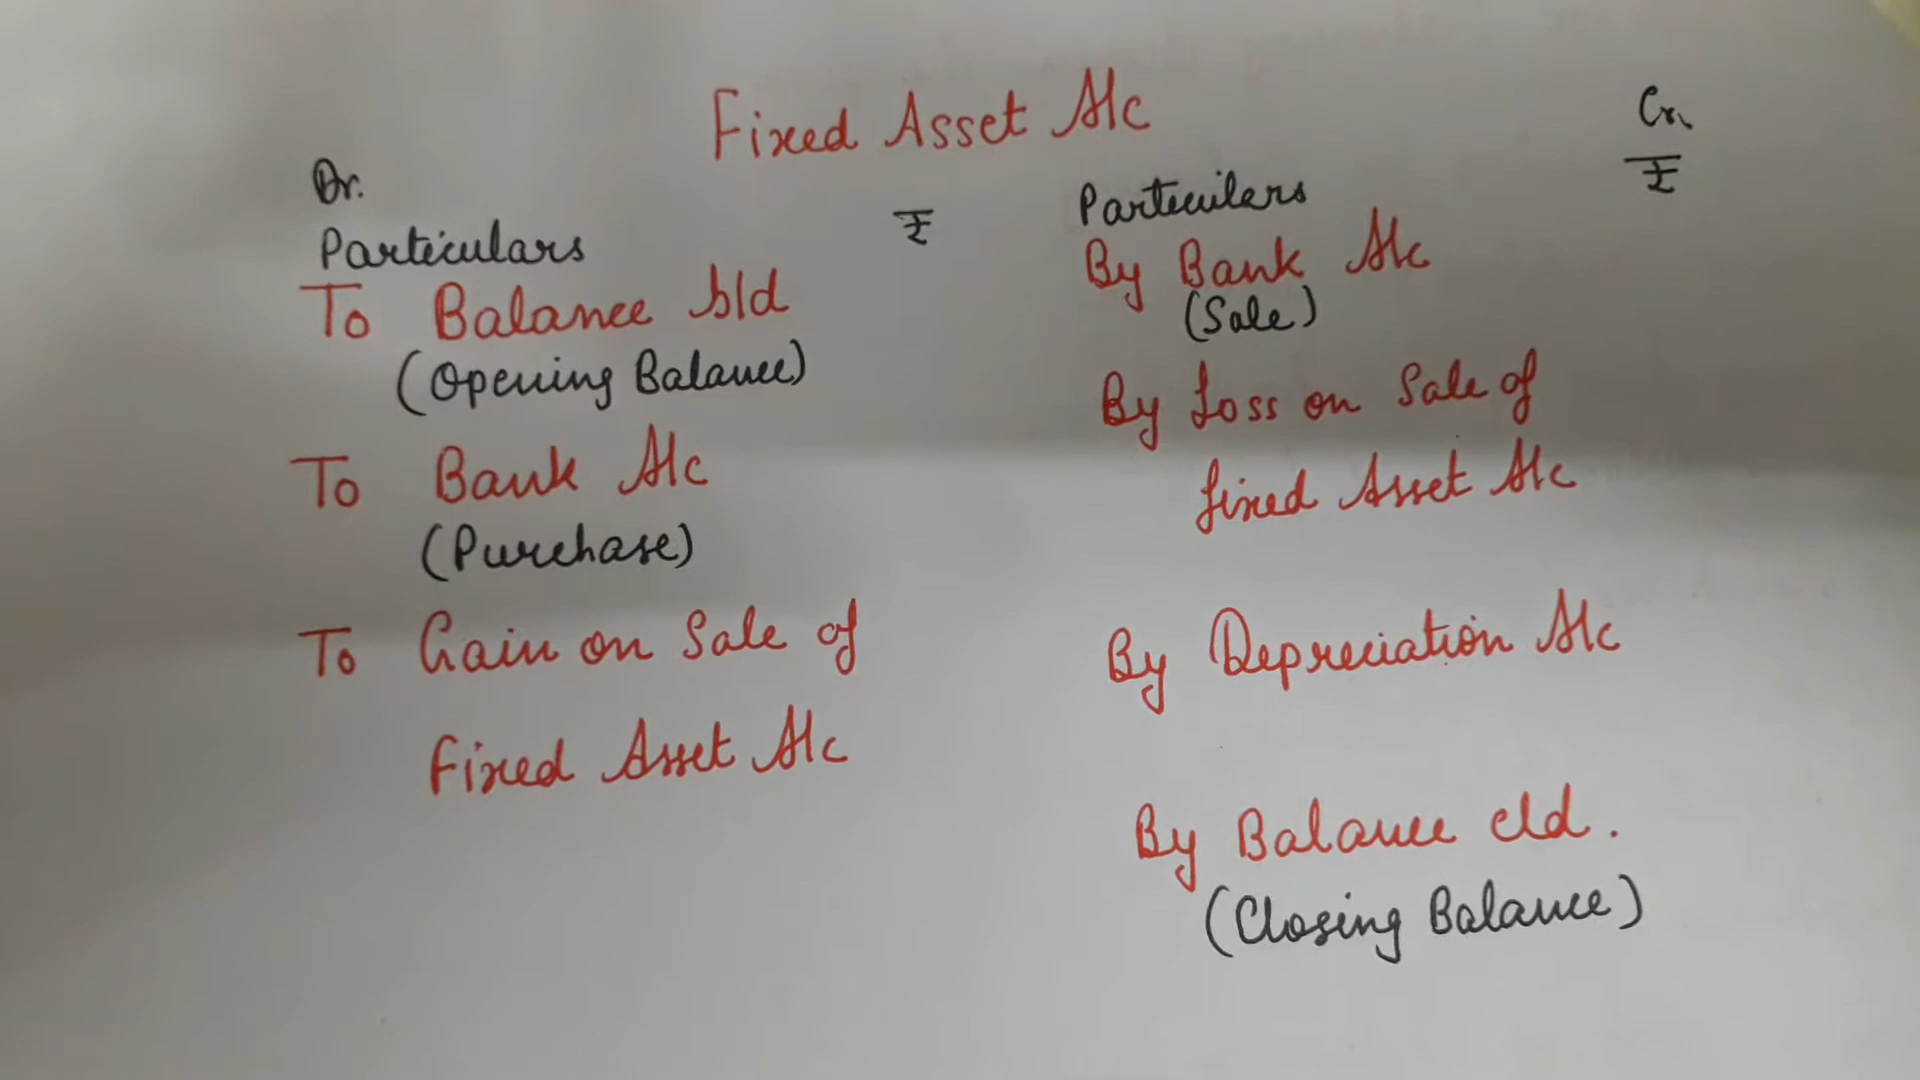 Fixed Asset A/c
Dr.
Cr.
Particulars
₹
Particulars
₹
To Balance b/d
(Opening Balance)
To Bank A/c
(Purchase)
To Gain on Sale of
Fixed Asset A/c
By Bank A/c
(Sale)
By Loss on Sale of
fixed Asset A/c
By Depreciation A/c
By Balance c/d.
(Closing Balance)